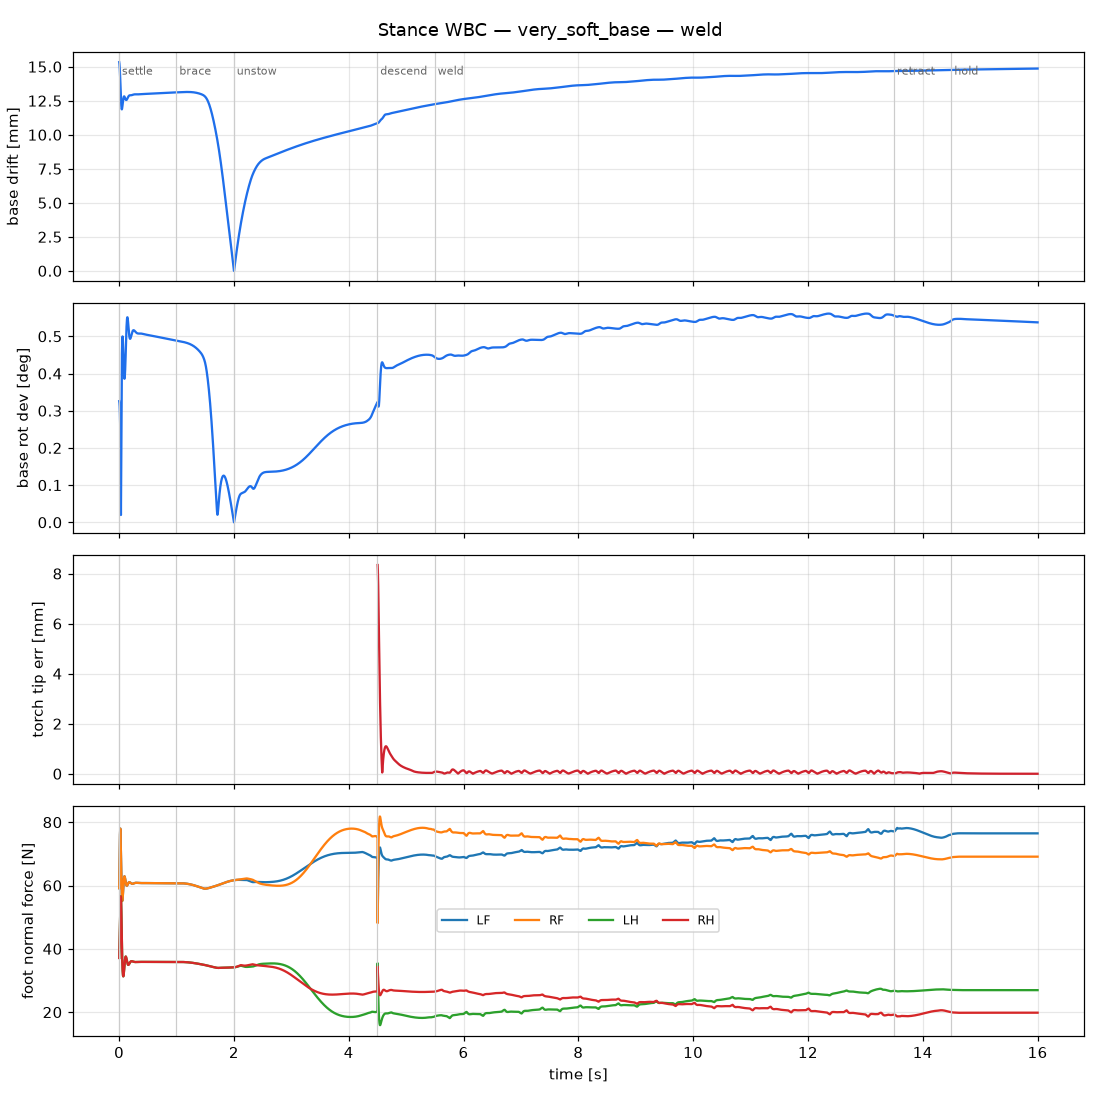 Stance WBC — very_soft_base — weld
settle brace unstow descend weld retract hold
base drift [mm]
15.0
12.5
10.0
7.5
5.0
2.5
0.0
base rot dev [deg]
0.5
0.4
0.3
0.2
0.1
0.0
torch tip err [mm]
8
6
4
2
0
foot normal force [N]
80
60
40
20
LF RF LH RH
0 2 4 6 8 10 12 14 16
time [s]